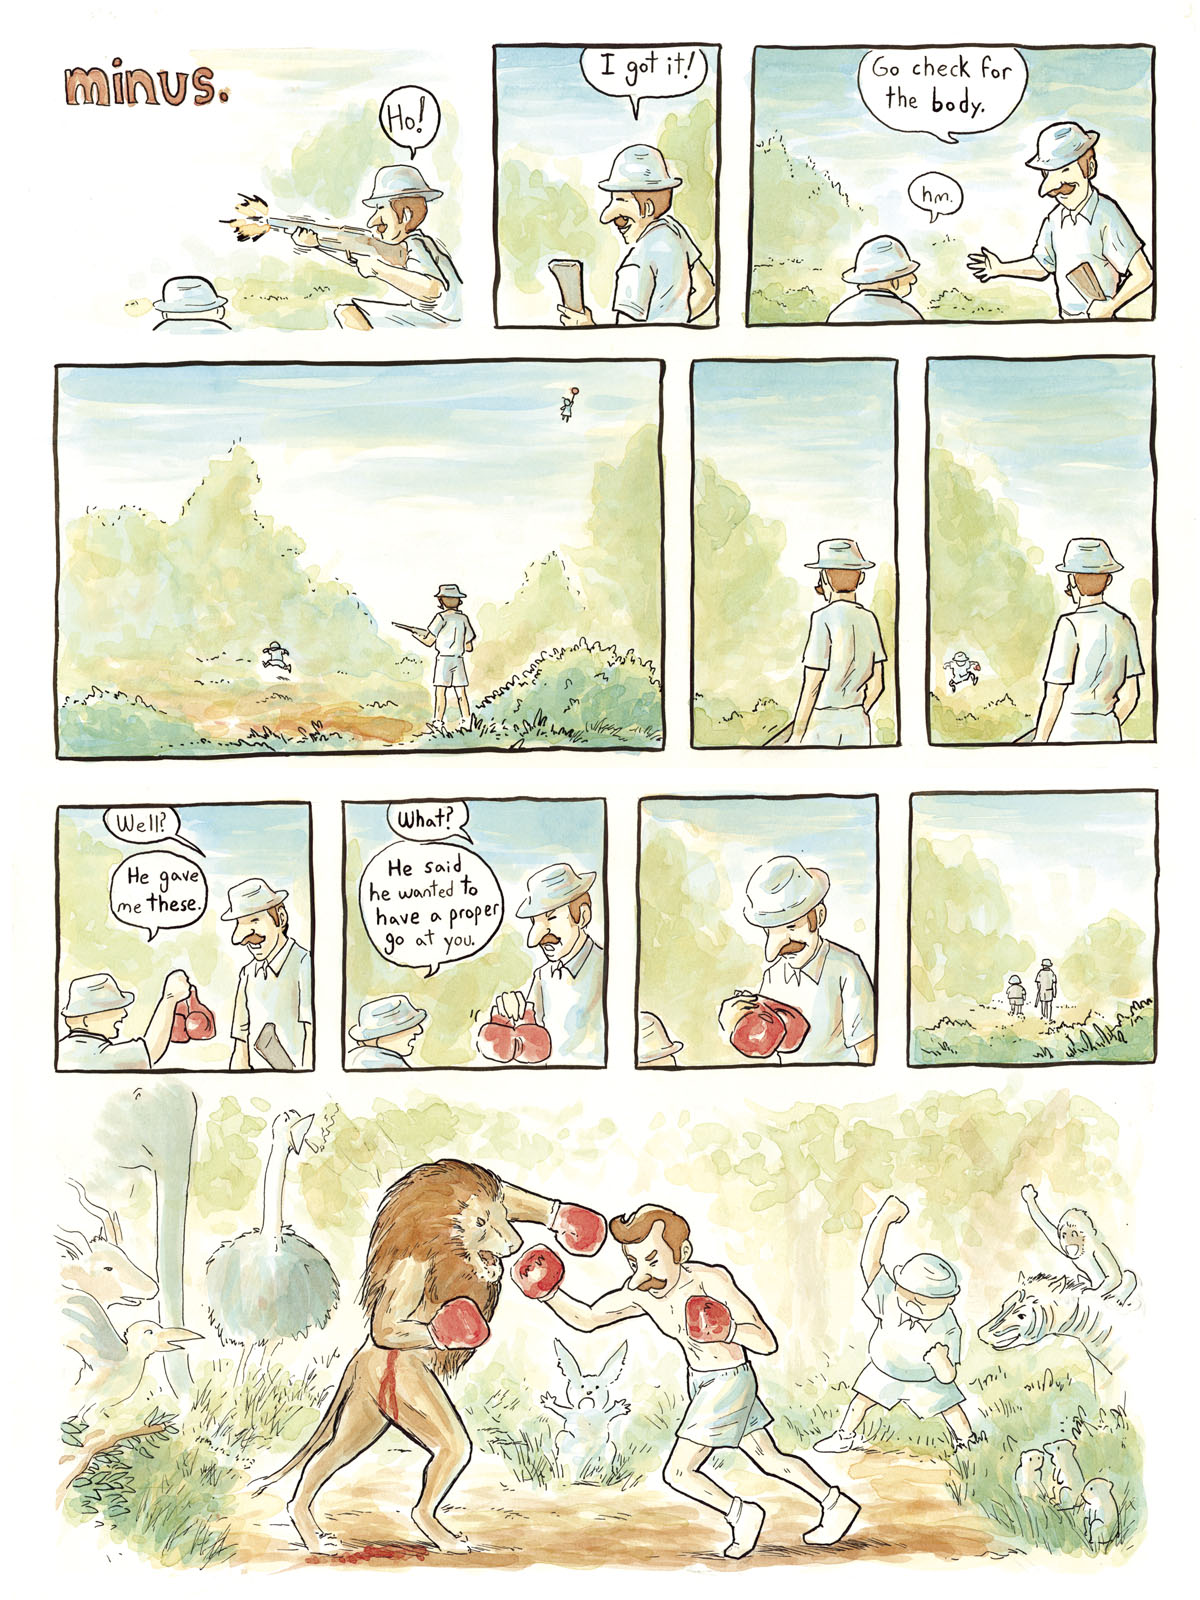 minus.
Ho!
I got it!
Go check for
the body.
hm.
Well?
He gave
me these.
What?
He said
he wanted to
have a proper
go at you.